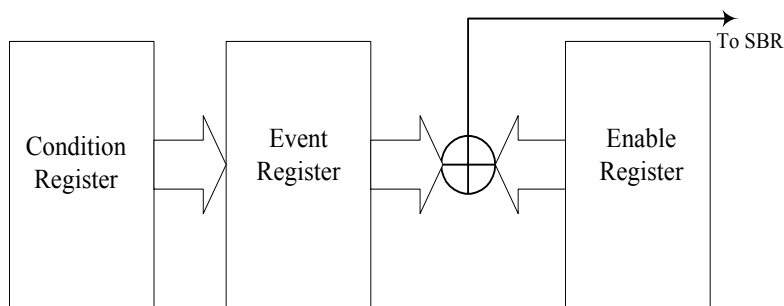 To SBR
Condition
Register
Event
Register
Enable
Register